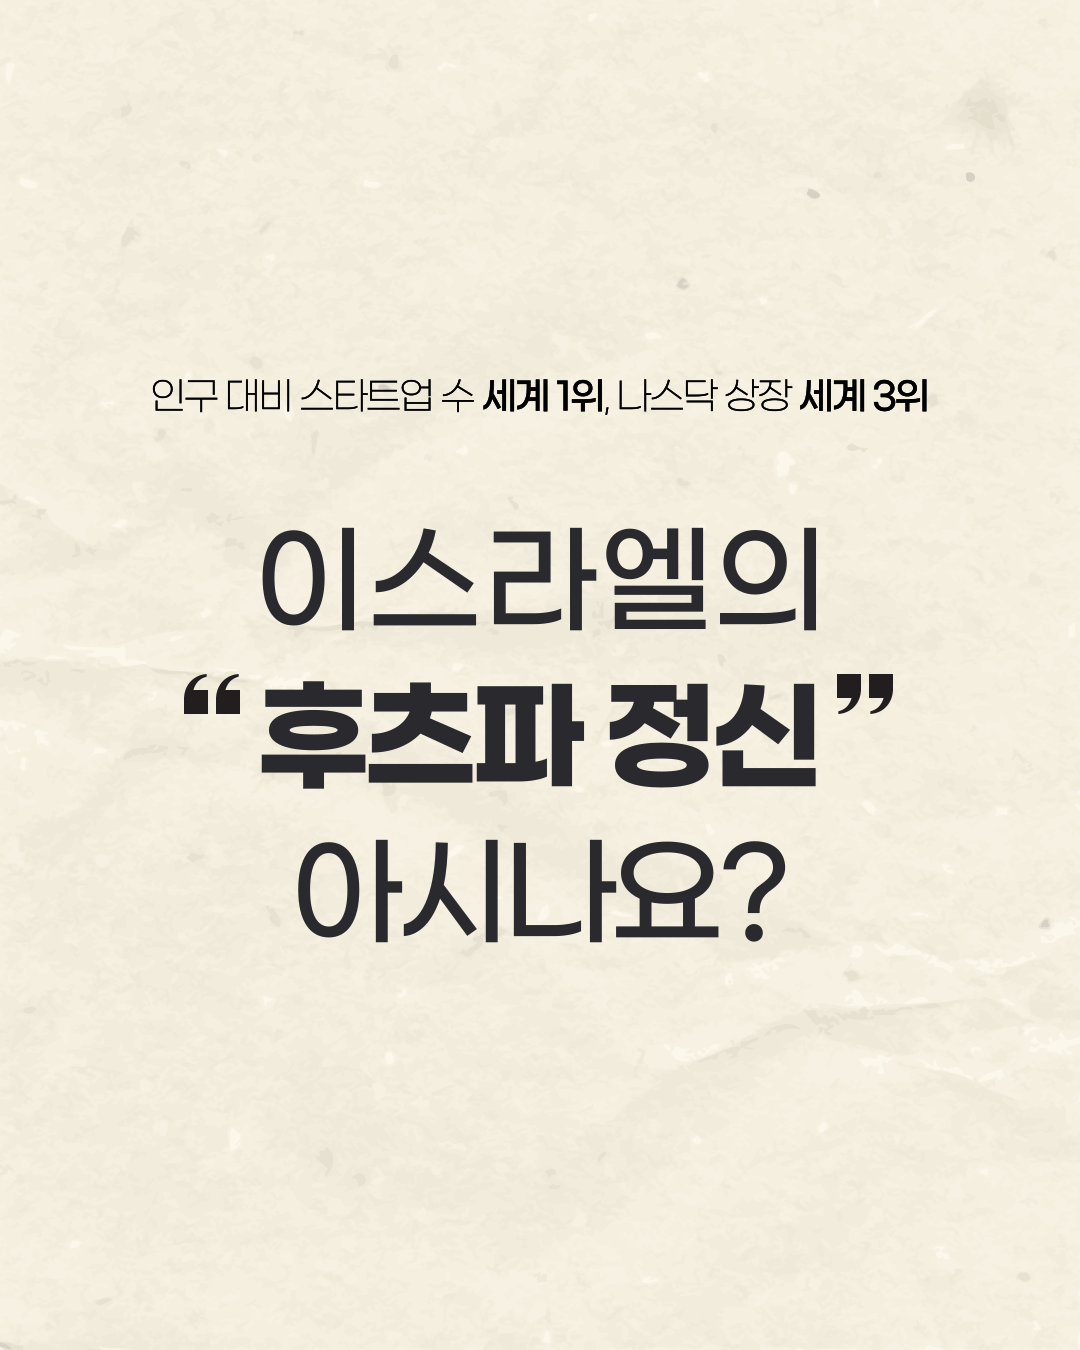 인구 대비 스타트업 수 세계 1위, 나스닥 상장 세계 3위
이스라엘의
“후츠파 정신”
아시나요?